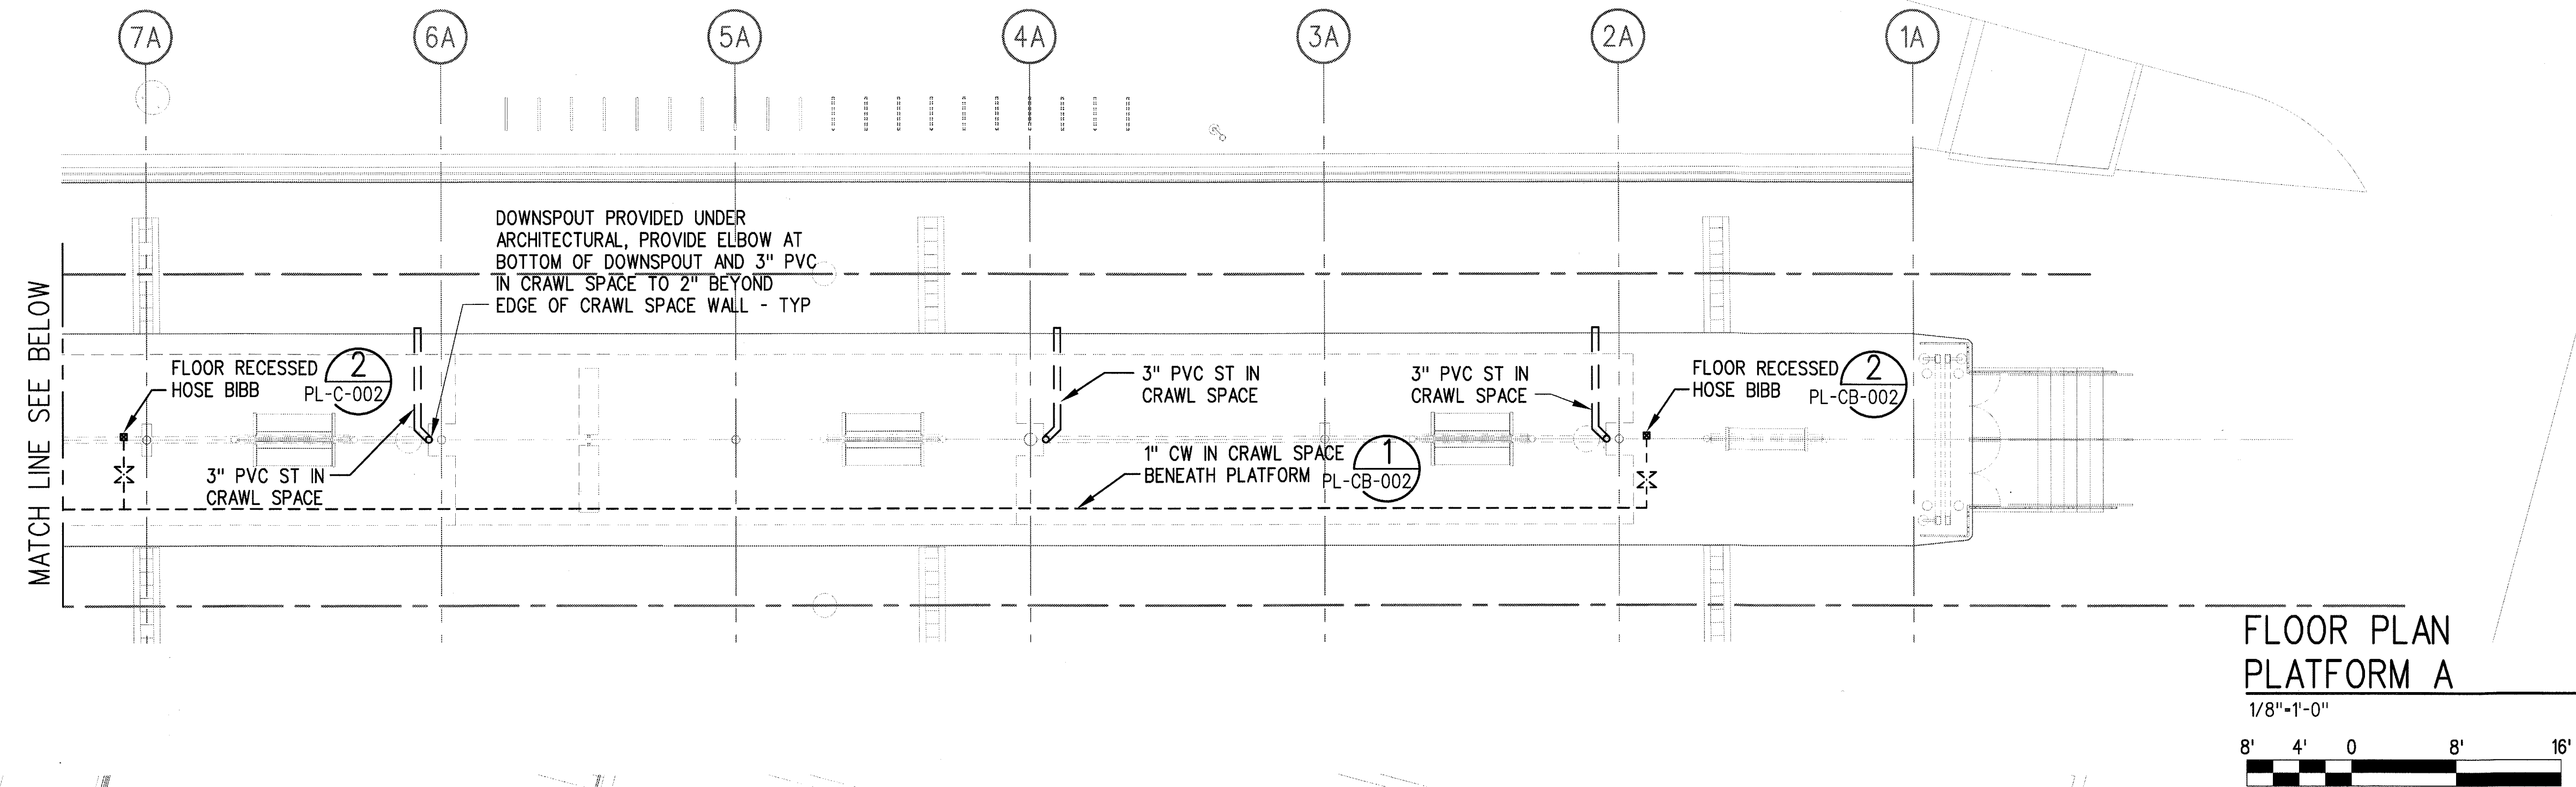 7A
6A
5A
4A
3A
2A
1A
DOWNSPOUT PROVIDED UNDER
ARCHITECTURAL, PROVIDE ELBOW AT
BOTTOM OF DOWNSPOUT AND 3" PVC
IN CRAWL SPACE TO 2" BEYOND
EDGE OF CRAWL SPACE WALL - TYP
MATCH LINE SEE BELOW
FLOOR RECESSED
HOSE BIBB
2
PL-C-002
3" PVC ST IN
CRAWL SPACE
3" PVC ST IN
CRAWL SPACE
3" PVC ST IN
CRAWL SPACE
FLOOR RECESSED
HOSE BIBB
2
PL-CB-002
1" CW IN CRAWL SPACE
BENEATH PLATFORM
1
PL-CB-002
FLOOR PLAN
PLATFORM A
1/8"=1'-0"
8' 4' 0 8' 16'